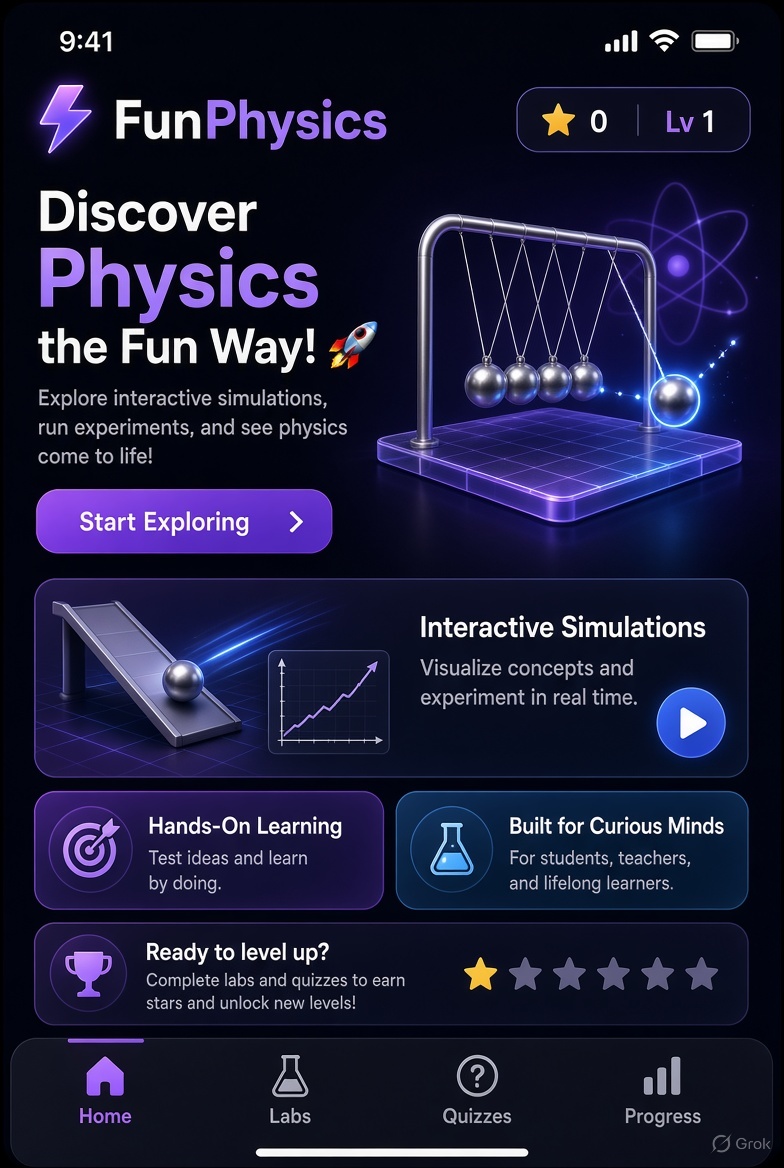 9:41
FunPhysics
0 Lv 1
Discover
Physics
the Fun Way! 🚀
Explore interactive simulations,
run experiments, and see physics
come to life!
Start Exploring
Interactive Simulations
Visualize concepts and
experiment in real time.
Hands-On Learning
Test ideas and learn
by doing.
Built for Curious Minds
For students, teachers,
and lifelong learners.
Ready to level up?
Complete labs and quizzes to earn
stars and unlock new levels!
Home
Labs
Quizzes
Progress
Grok